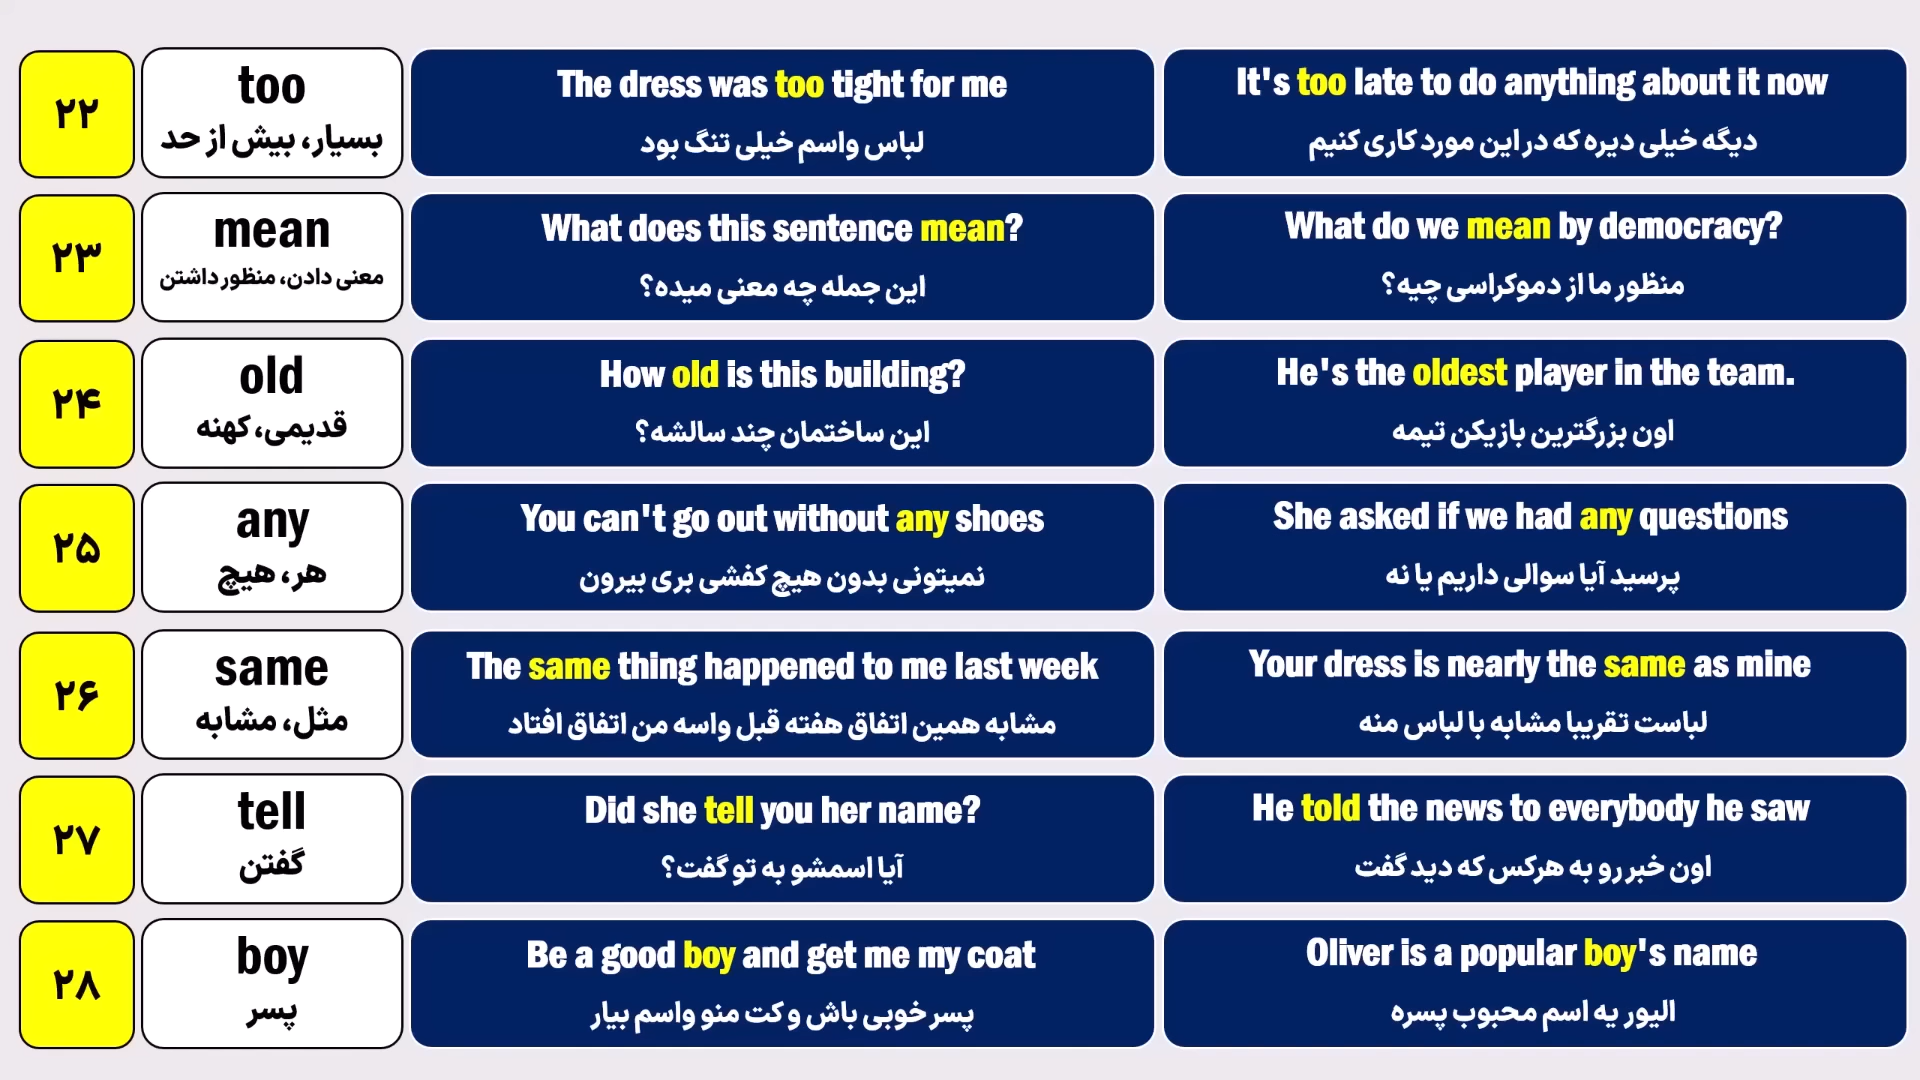 ۲۲
too
بسیار، بیش از حد
The dress was too tight for me
لباس واسم خیلی تنگ بود
It's too late to do anything about it now
دیگه خیلی دیره که در این مورد کاری کنیم
۲۳
mean
معنی دادن، منظور داشتن
What does this sentence mean?
این جمله چه معنی میده؟
What do we mean by democracy?
منظور ما از دموکراسی چیه؟
۲۴
old
قدیمی، کهنه
How old is this building?
این ساختمان چند سالشه؟
He's the oldest player in the team.
اون بزرگترین بازیکن تیمه
۲۵
any
هر، هیچ
You can't go out without any shoes
نمیتونی بدون هیچ کفشی بری بیرون
She asked if we had any questions
پرسید آیا سوالی داریم یا نه
۲۶
same
مثل، مشابه
The same thing happened to me last week
مشابه همین اتفاق هفته قبل واسه من اتفاق افتاد
Your dress is nearly the same as mine
لباست تقریبا مشابه با لباس منه
۲۷
tell
گفتن
Did she tell you her name?
آیا اسمشو به تو گفت؟
He told the news to everybody he saw
اون خبر رو به هرکس که دید گفت
۲۸
boy
پسر
Be a good boy and get me my coat
پسر خوبی باش و کت منو واسم بیار
Oliver is a popular boy's name
الیور یه اسم محبوب پسره